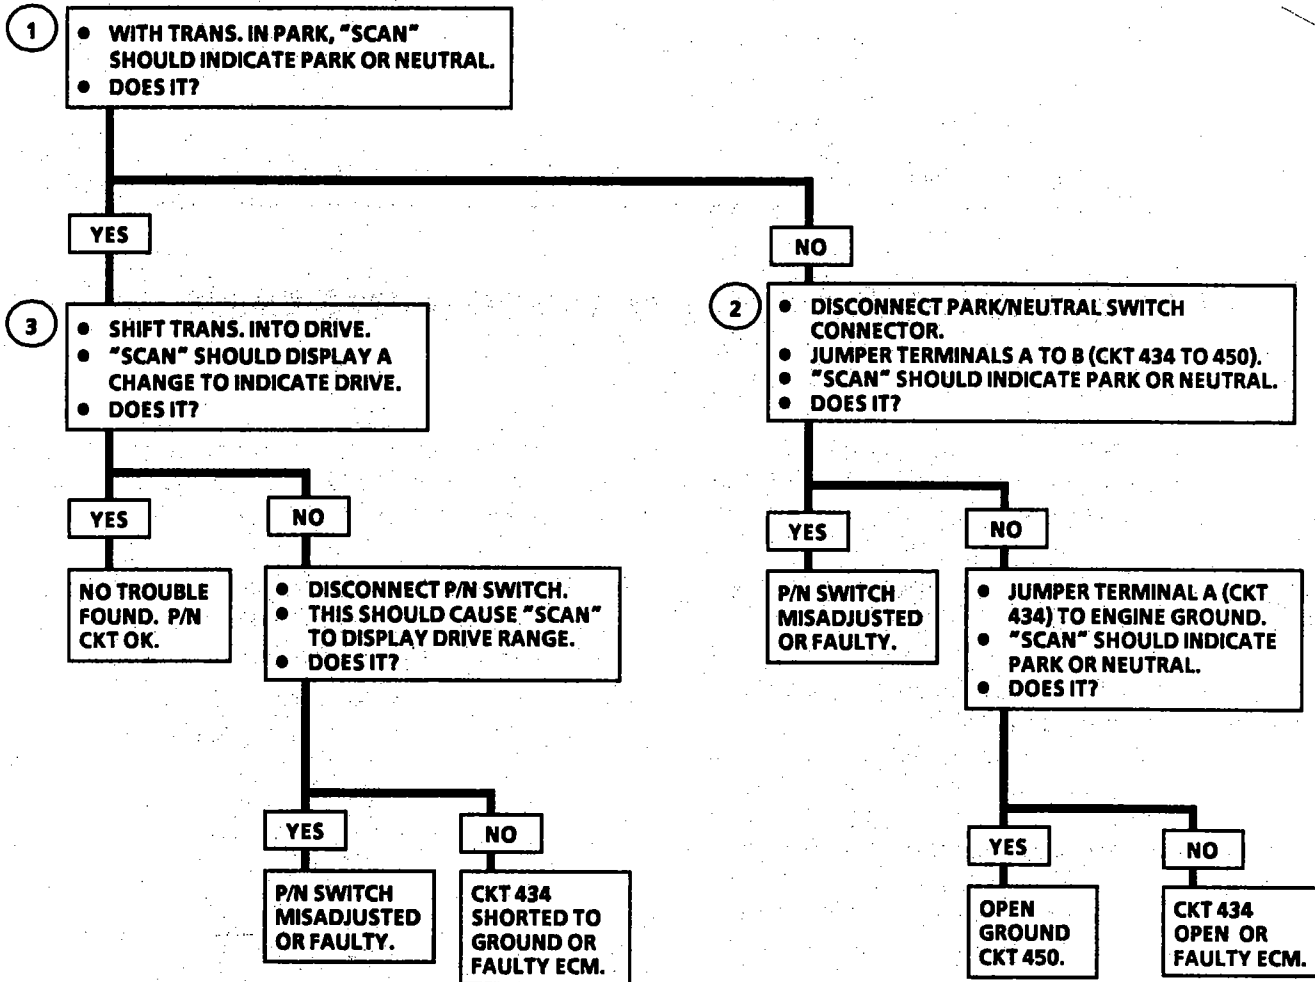 1
● WITH TRANS. IN PARK, "SCAN"
SHOULD INDICATE PARK OR NEUTRAL.
● DOES IT?
YES
NO
3
● SHIFT TRANS. INTO DRIVE.
● "SCAN" SHOULD DISPLAY A
CHANGE TO INDICATE DRIVE.
● DOES IT?
2
● DISCONNECT PARK/NEUTRAL SWITCH
CONNECTOR.
● JUMPER TERMINALS A TO B (CKT 434 TO 450).
● "SCAN" SHOULD INDICATE PARK OR NEUTRAL.
● DOES IT?
YES
NO
YES
NO
NO TROUBLE
FOUND. P/N
CKT OK.
● DISCONNECT P/N SWITCH.
● THIS SHOULD CAUSE "SCAN"
TO DISPLAY DRIVE RANGE.
● DOES IT?
P/N SWITCH
MISADJUSTED
OR FAULTY.
● JUMPER TERMINAL A (CKT
434) TO ENGINE GROUND.
● "SCAN" SHOULD INDICATE
PARK OR NEUTRAL.
● DOES IT?
YES
NO
YES
NO
P/N SWITCH
MISADJUSTED
OR FAULTY.
CKT 434
SHORTED TO
GROUND OR
FAULTY ECM.
OPEN
GROUND
CKT 450.
CKT 434
OPEN OR
FAULTY ECM.